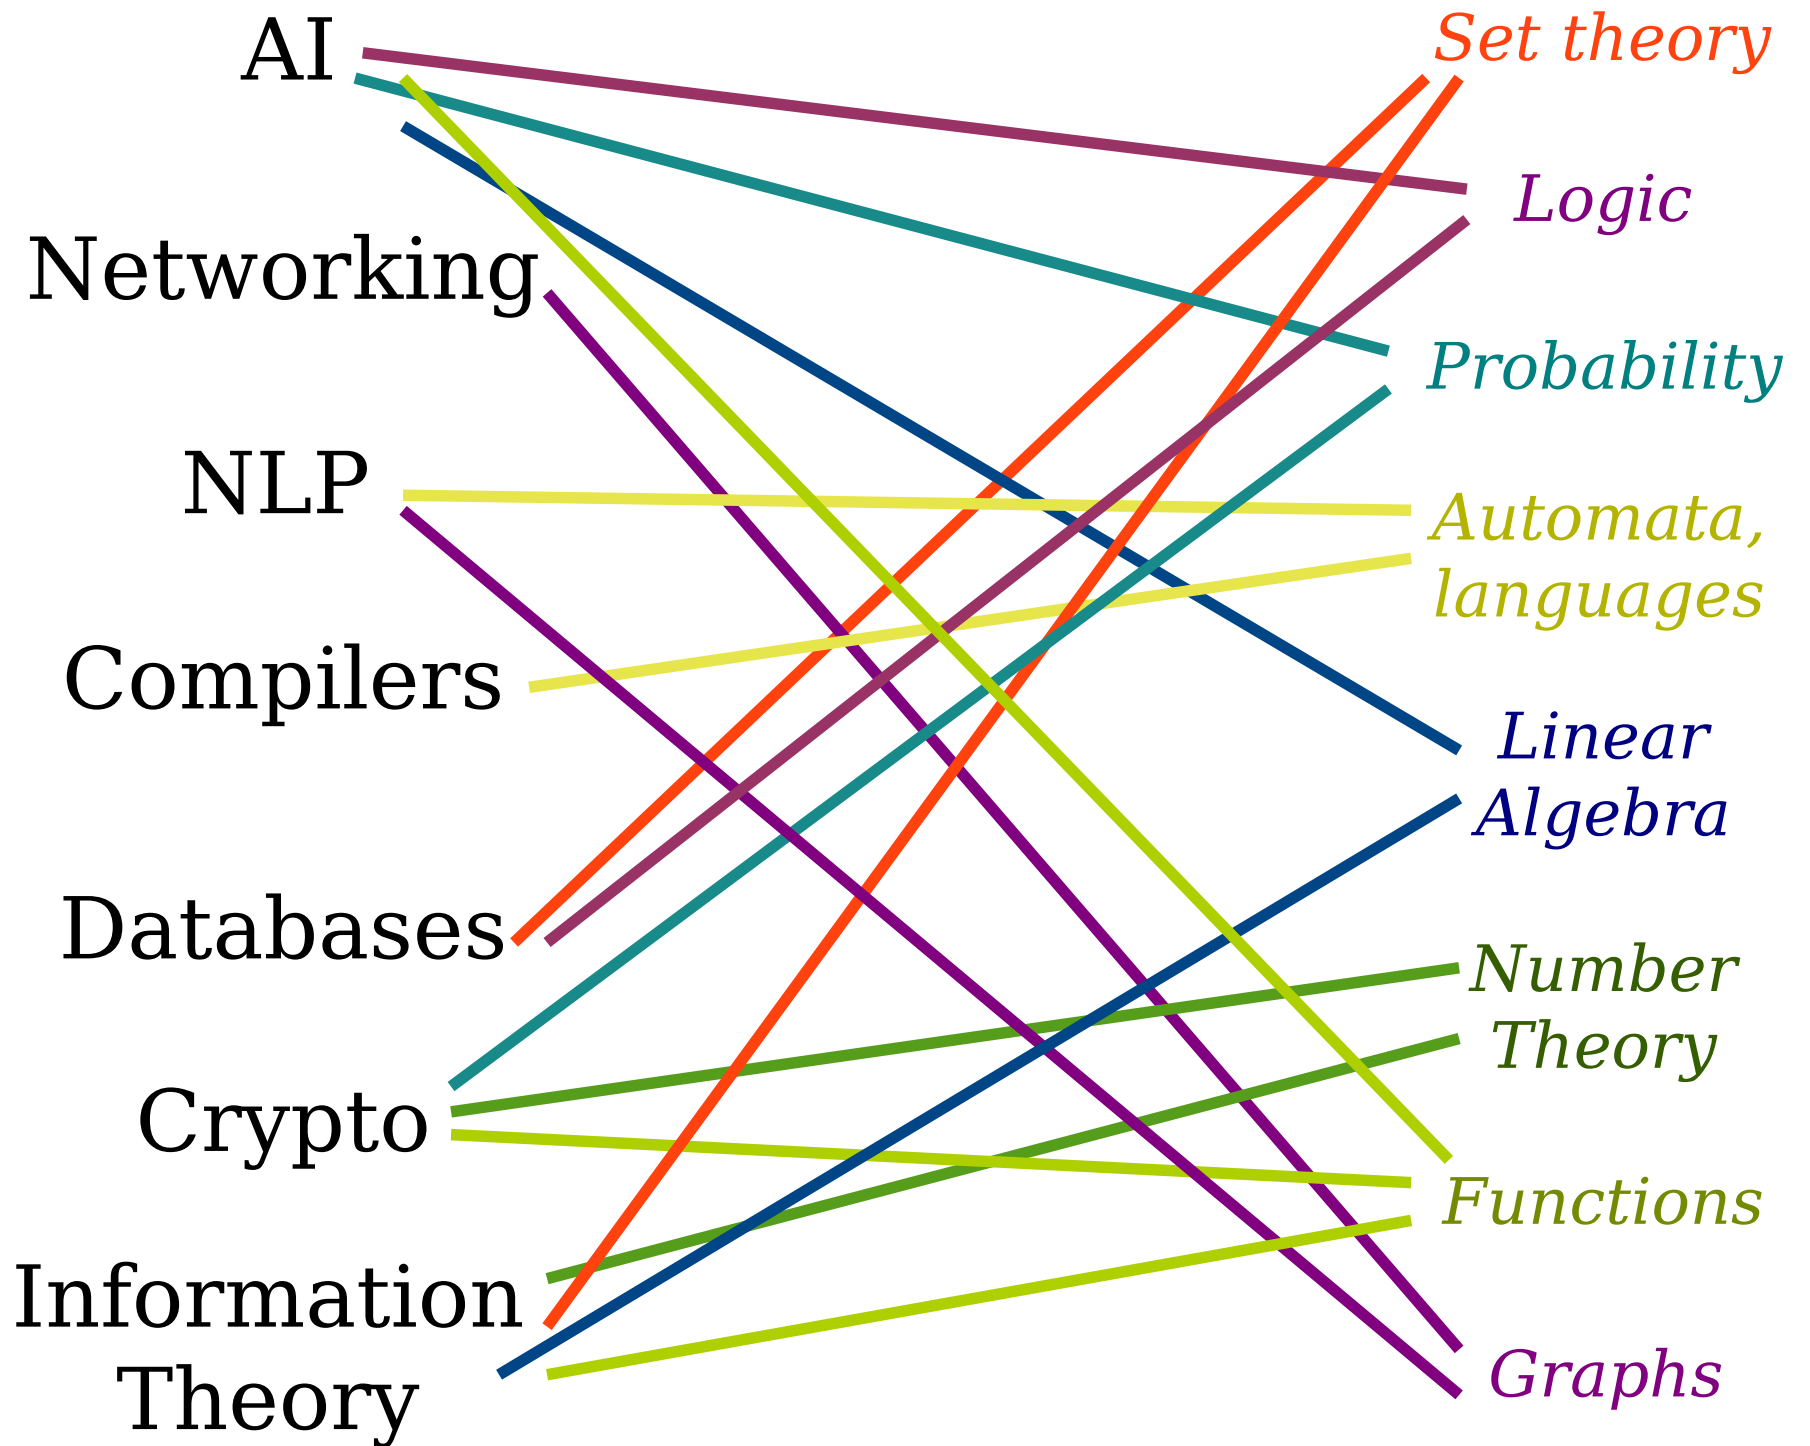 AI
Networking
NLP
Compilers
Databases
Crypto
Information
Theory
Set theory
Logic
Probability
Automata,
languages
Linear
Algebra
Number
Theory
Functions
Graphs